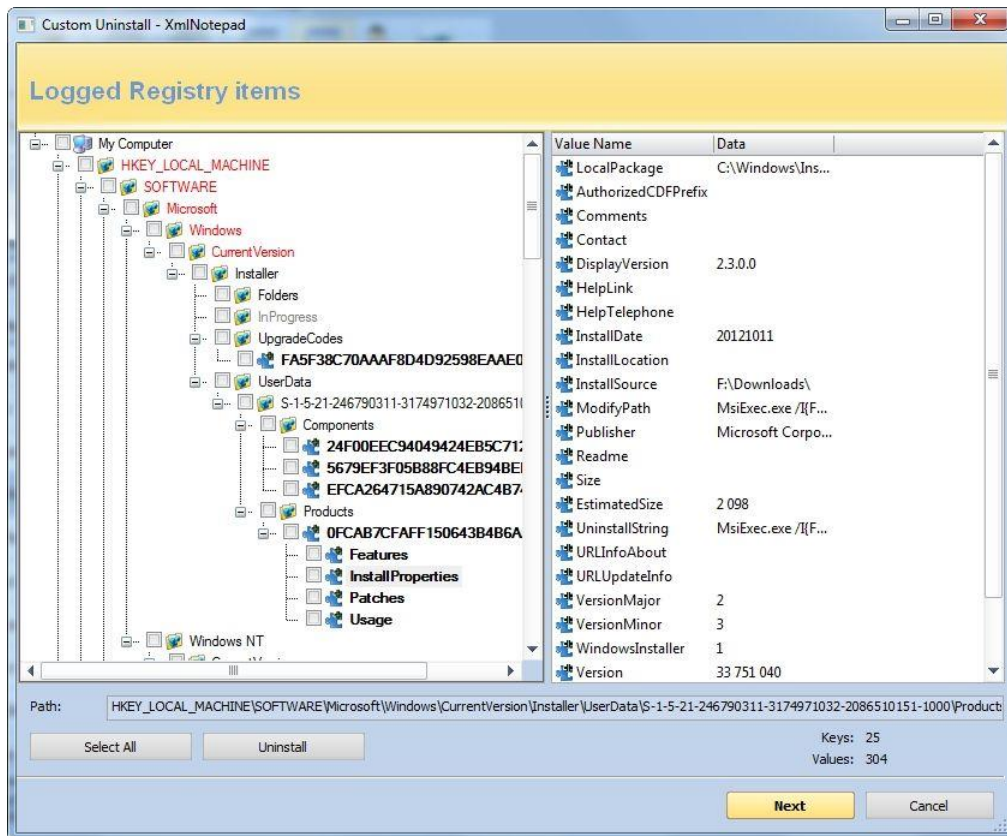 Custom Uninstall - XmlNotepad
Logged Registry items
My Computer
HKEY_LOCAL_MACHINE
SOFTWARE
Microsoft
Windows
CurrentVersion
Installer
Folders
InProgress
UpgradeCodes
FA5F38C70AAAF8D4D92598EAAE0
UserData
S-1-5-21-246790311-3174971032-2086510
Components
24F00EEC94049424EB5C712
5679EF3F05B88FC4EB94BE
EFCA264715A890742AC4B74
Products
0FCAB7CFAFF150643B4B6A
Features
InstallProperties
Patches
Usage
Windows NT
Value Name Data
LocalPackage C:\Windows\Ins...
AuthorizedCDFPrefix
Comments
Contact
DisplayVersion 2.3.0.0
HelpLink
HelpTelephone
InstallDate 20121011
InstallLocation
InstallSource F:\Downloads\
ModifyPath MsiExec.exe /I{F...
Publisher Microsoft Corpo...
Readme
Size
EstimatedSize 2 098
UninstallString MsiExec.exe /I{F...
URLInfoAbout
URLUpdateInfo
VersionMajor 2
VersionMinor 3
WindowsInstaller 1
Version 33 751 040
Path: HKEY_LOCAL_MACHINE\SOFTWARE\Microsoft\Windows\CurrentVersion\Installer\UserData\S-1-5-21-246790311-3174971032-2086510151-1000\Products
Select All Uninstall
Keys: 25
Values: 304
Next Cancel